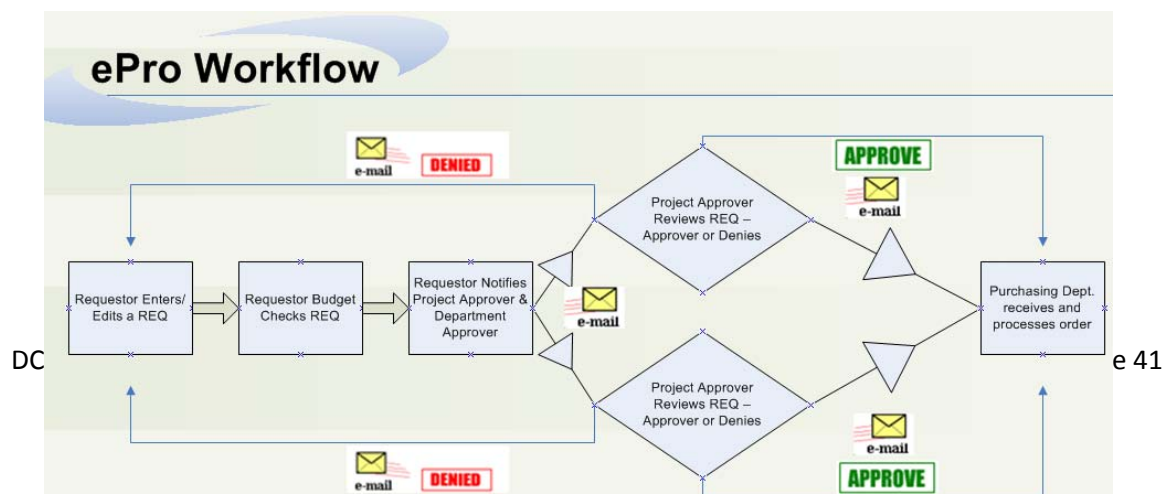 ePro Workflow
e-mail
DENIED
APPROVE
e-mail
Project Approver
Reviews REQ –
Approver or Denies
Requestor Enters/
Edits a REQ
Requestor Budget
Checks REQ
Requestor Notifies
Project Approver &
Department
Approver
e-mail
Purchasing Dept.
receives and
processes order
DC
e 41
Project Approver
Reviews REQ –
Approver or Denies
e-mail
APPROVE
e-mail
DENIED